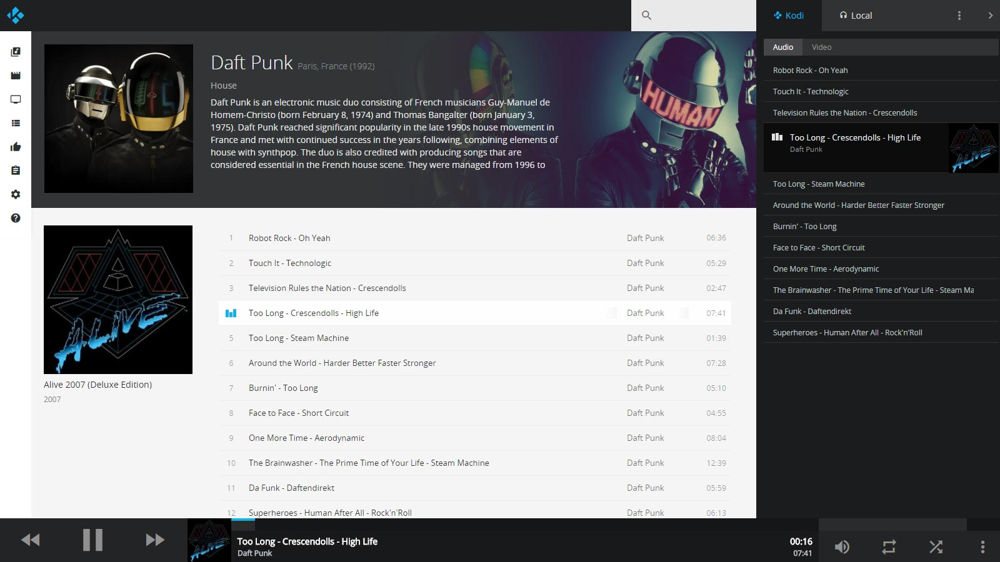 Kodi
Local
Audio
Video
Daft Punk Paris, France (1992)
House
Daft Punk is an electronic music duo consisting of French musicians Guy-Manuel de
Homem-Christo (born February 8, 1974) and Thomas Bangalter (born January 3,
1975). Daft Punk reached significant popularity in the late 1990s house movement in
France and met with continued success in the years following, combining elements of
house with synthpop. The duo is also credited with producing songs that are
considered essential in the French house scene. They were managed from 1996 to
HUMAN
ALIVE
Alive 2007 (Deluxe Edition)
2007
1 Robot Rock - Oh Yeah Daft Punk 06:36
2 Touch It - Technologic Daft Punk 05:29
3 Television Rules the Nation - Crescendolls Daft Punk 02:47
Too Long - Crescendolls - High Life Daft Punk 07:41
5 Too Long - Steam Machine Daft Punk 01:39
6 Around the World - Harder Better Faster Stronger Daft Punk 07:28
7 Burnin' - Too Long Daft Punk 05:10
8 Face to Face - Short Circuit Daft Punk 04:55
9 One More Time - Aerodynamic Daft Punk 08:04
10 The Brainwasher - The Prime Time of Your Life - Steam Machine Daft Punk 12:39
11 Da Funk - Daftendirekt Daft Punk 05:59
12 Superheroes - Human After All - Rock'n'Roll Daft Punk 06:13
Robot Rock - Oh Yeah
Touch It - Technologic
Television Rules the Nation - Crescendolls
Too Long - Crescendolls - High Life
Daft Punk
ALIVE
Too Long - Steam Machine
Around the World - Harder Better Faster Stronger
Burnin' - Too Long
Face to Face - Short Circuit
One More Time - Aerodynamic
The Brainwasher - The Prime Time of Your Life - Steam Ma
Da Funk - Daftendirekt
Superheroes - Human After All - Rock'n'Roll
ALIVE
Too Long - Crescendolls - High Life 00:16
Daft Punk 07:41